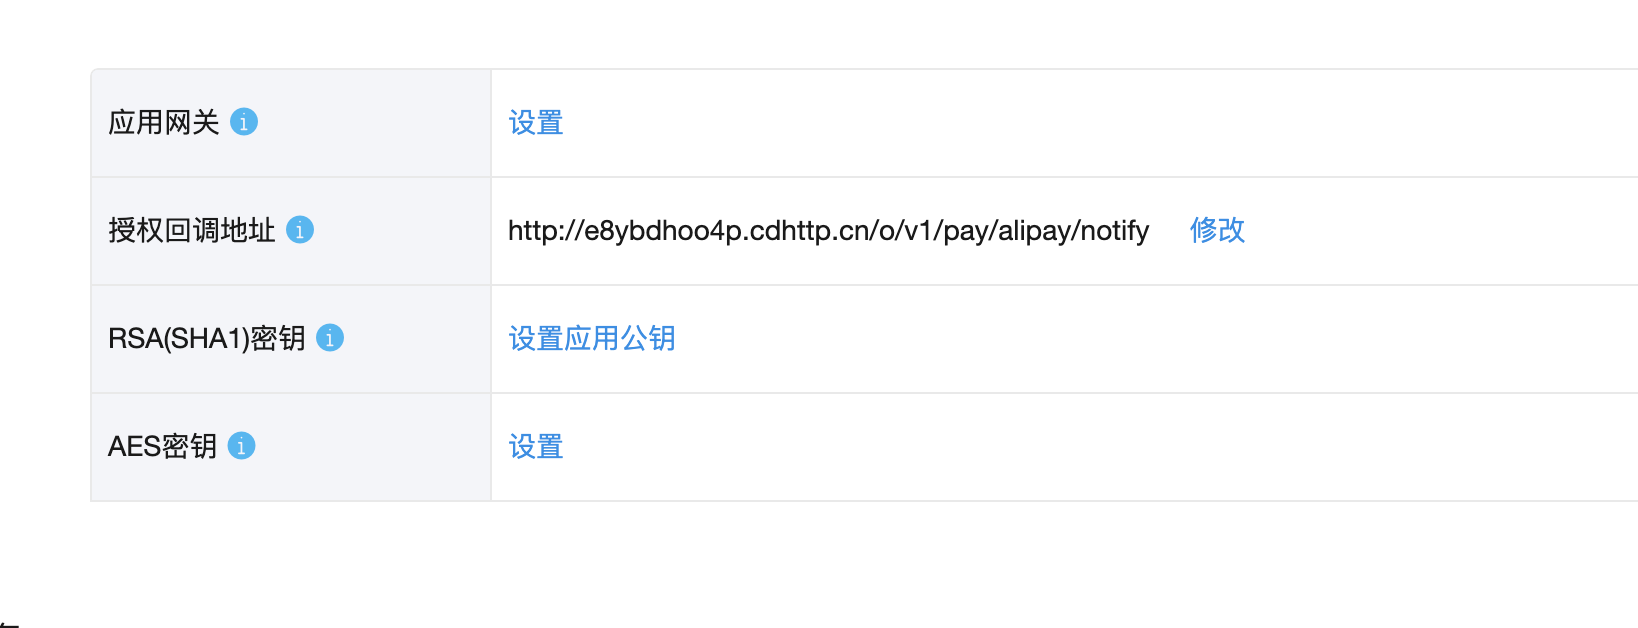 应用网关
设置
授权回调地址
http://e8ybdhoo4p.cdhttp.cn/o/v1/pay/alipay/notify 修改
RSA(SHA1)密钥
设置应用公钥
AES密钥
设置